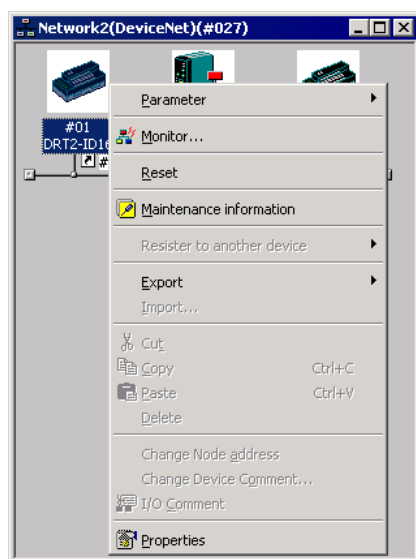 Network2(DeviceNet)(#027)
#01
DRT2-ID16
#
Parameter
Monitor...
Reset
Maintenance information
Resister to another device
Export
Import...
Cut
Copy Ctrl+C
Paste Ctrl+V
Delete
Change Node address
Change Device Comment...
I/O Comment
Properties